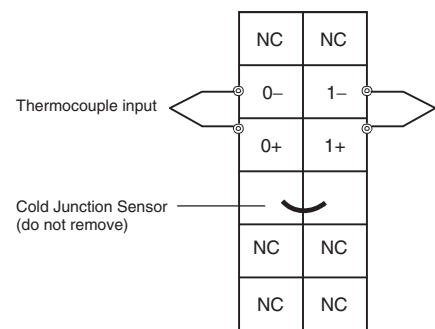 NC NC
Thermocouple input
0– 1–
0+ 1+
Cold Junction Sensor
(do not remove)
NC NC
NC NC